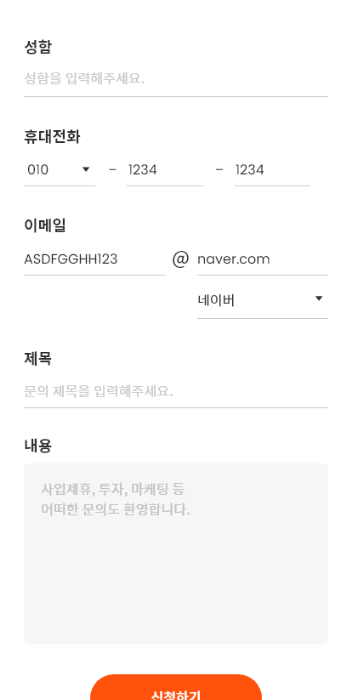 성함
성함을 입력해주세요.
휴대전화
010 - 1234 - 1234
이메일
ASDFGGHH123 @ naver.com
네이버
제목
문의 제목을 입력해주세요.
내용
사업제휴, 투자, 마케팅 등
어떠한 문의도 환영합니다.
신청하기